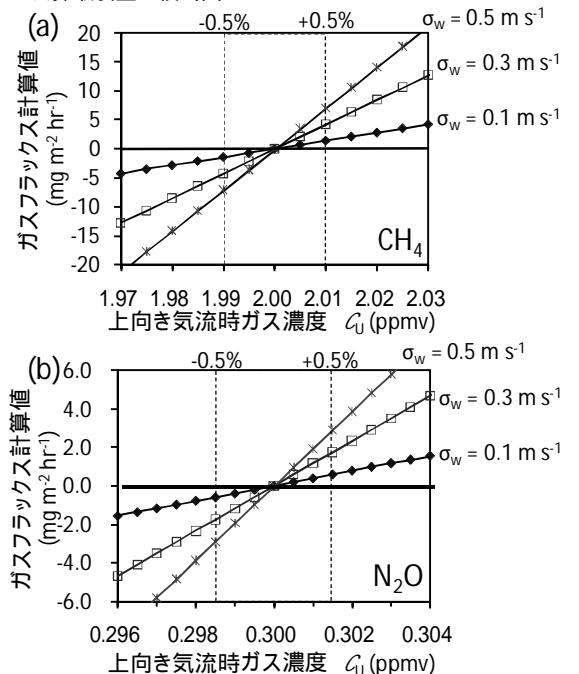 (a)
-0.5%
+0.5%
σw = 0.5 m s-1
σw = 0.3 m s-1
σw = 0.1 m s-1
ガスフラックス計算値
(mg m-2 hr-1)
20
15
10
5
0
-5
-10
-15
-20
CH4
1.97 1.98 1.99 2.00 2.01 2.02 2.03
上向き気流時ガス濃度 CU (ppmv)
(b)
-0.5%
+0.5%
σw = 0.5 m s-1
σw = 0.3 m s-1
σw = 0.1 m s-1
ガスフラックス計算値
(mg m-2 hr-1)
6.0
4.0
2.0
0.0
-2.0
-4.0
-6.0
N2O
0.296 0.298 0.300 0.302 0.304
上向き気流時ガス濃度 CU (ppmv)